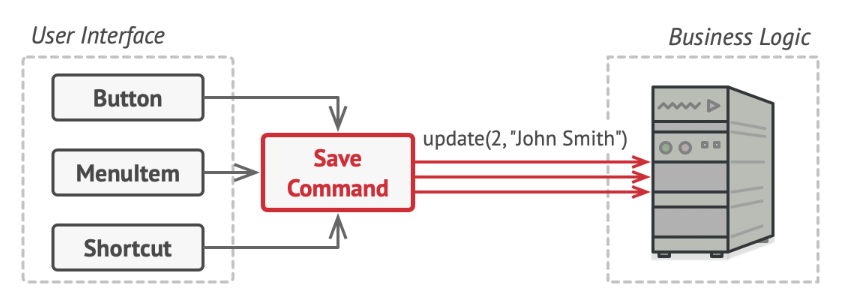 User Interface
Business Logic
Button
update(2, "John Smith")
Save
Command
MenuItem
Shortcut